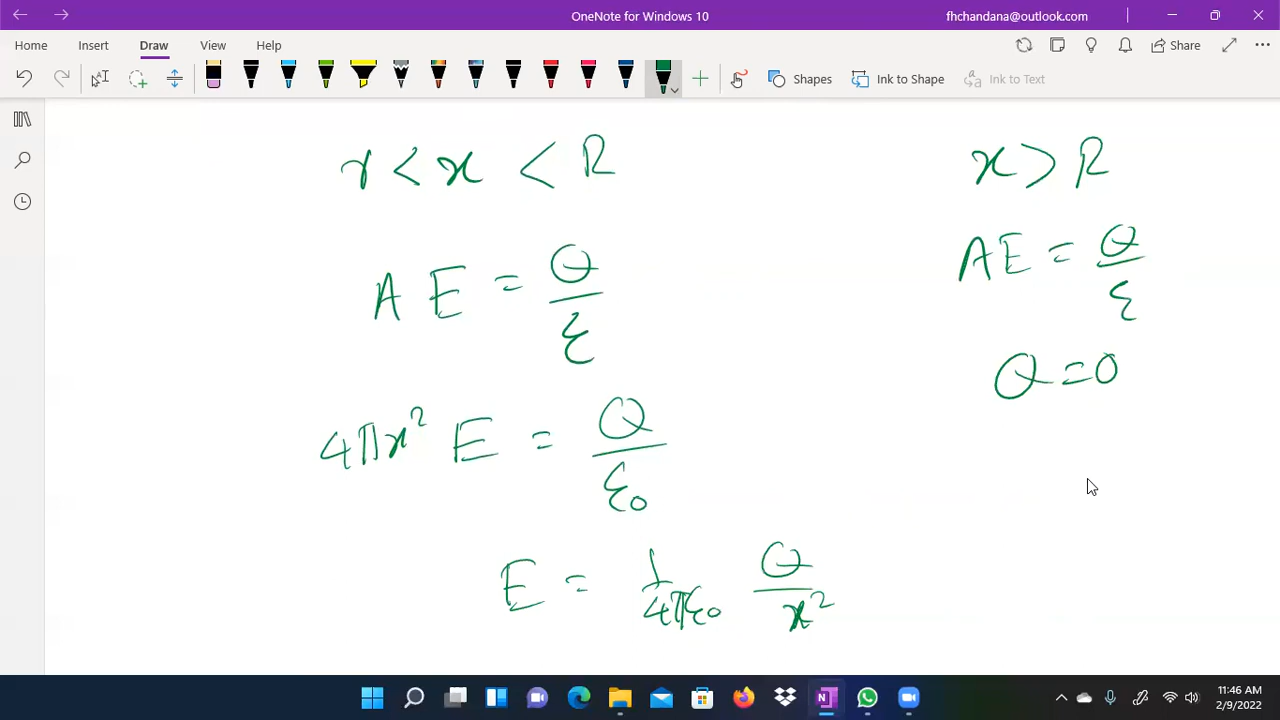 OneNote for Windows 10
fhchandana@outlook.com
Home Insert Draw View Help
Share
Shapes Ink to Shape Ink to Text
r < x < R
AE = Q/ε
4πx² E = Q/ε₀
E = 1/4πε₀ Q/x²
x > R
AE = Q/ε
Q = 0
11:46 AM
2/9/2022